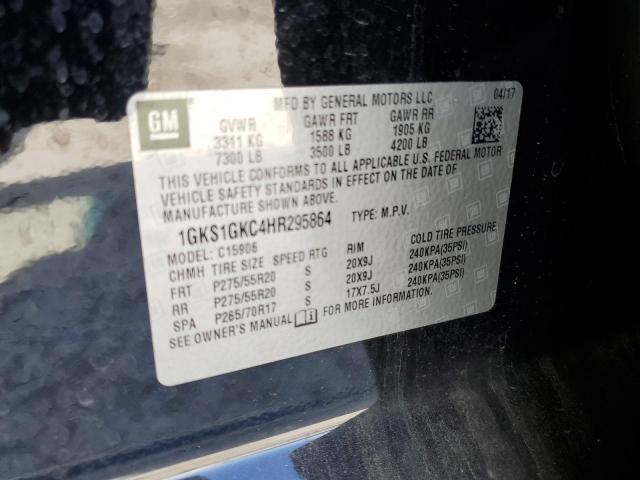 GM
MFD BY GENERAL MOTORS LLC 04/17
GVWR GAWR FRT GAWR RR
3311 KG 1588 KG 1905 KG
7300 LB 3500 LB 4200 LB
THIS VEHICLE CONFORMS TO ALL APPLICABLE U.S. FEDERAL MOTOR
VEHICLE SAFETY STANDARDS IN EFFECT ON THE DATE OF
MANUFACTURE SHOWN ABOVE.
1GKS1GKC4HR295864 TYPE: M.P.V.
MODEL: C15906
CHMH TIRE SIZE SPEED RTG RIM COLD TIRE PRESSURE
FRT P275/55R20 S 20X9J 240KPA(35PSI)
RR P275/55R20 S 20X9J 240KPA(35PSI)
SPA P265/70R17 S 17X7.5J 240KPA(35PSI)
SEE OWNER'S MANUAL FOR MORE INFORMATION.